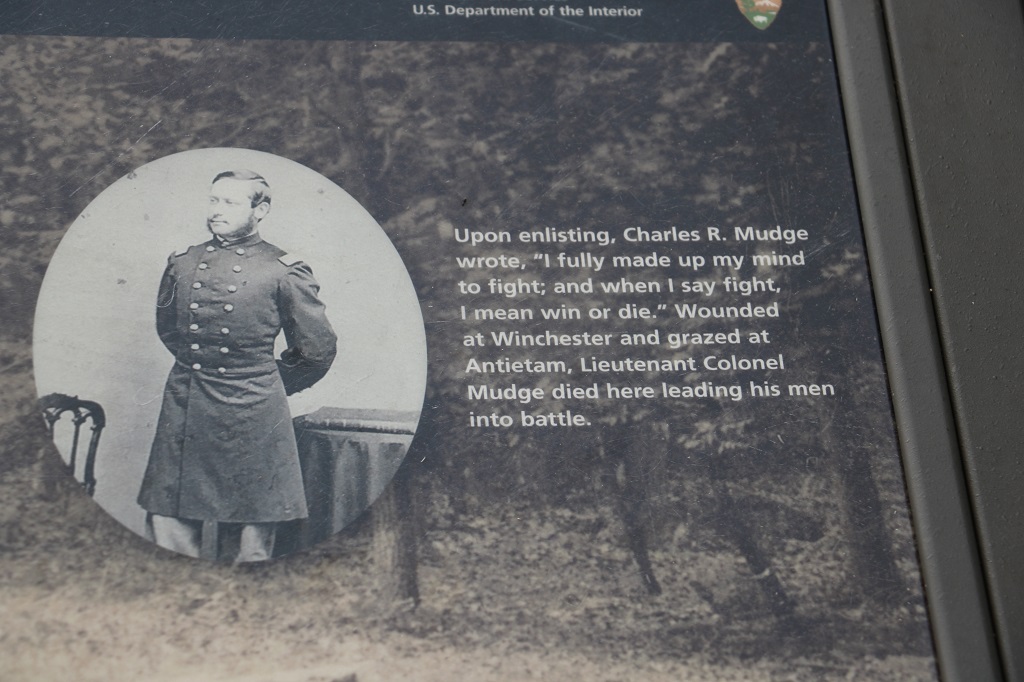 U.S. Department of the Interior
Upon enlisting, Charles R. Mudge
wrote, “I fully made up my mind
to fight; and when I say fight,
I mean win or die.” Wounded
at Winchester and grazed at
Antietam, Lieutenant Colonel
Mudge died here leading his men
into battle.